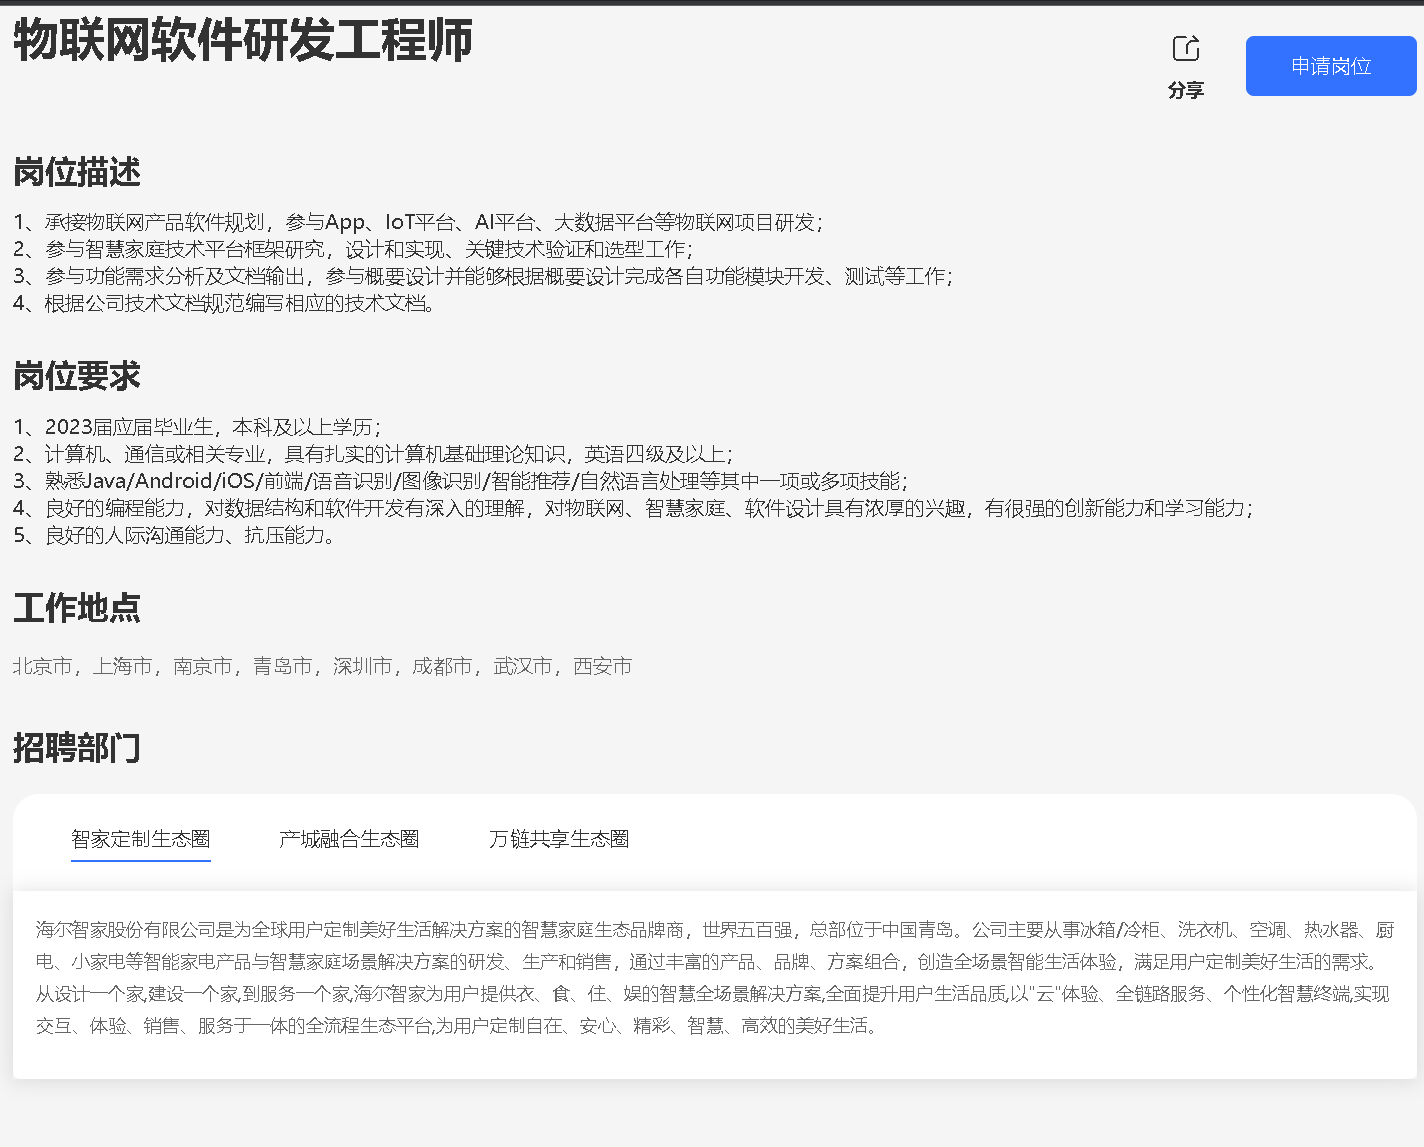 物联网软件研发工程师
分享
申请岗位
岗位描述
1、承接物联网产品软件规划，参与App、IoT平台、AI平台、大数据平台等物联网项目研发；
2、参与智慧家庭技术平台框架研究，设计和实现、关键技术验证和选型工作；
3、参与功能需求分析及文档输出，参与概要设计并能够根据概要设计完成各自功能模块开发、测试等工作；
4、根据公司技术文档规范编写相应的技术文档。
岗位要求
1、2023届应届毕业生，本科及以上学历；
2、计算机、通信或相关专业，具有扎实的计算机基础理论知识，英语四级及以上；
3、熟悉Java/Android/iOS/前端/语音识别/图像识别/智能推荐/自然语言处理等其中一项或多项技能；
4、良好的编程能力，对数据结构和软件开发有深入的理解，对物联网、智慧家庭、软件设计具有浓厚的兴趣，有很强的创新能力和学习能力；
5、良好的人际沟通能力、抗压能力。
工作地点
北京市，上海市，南京市，青岛市，深圳市，成都市，武汉市，西安市
招聘部门
智家定制生态圈 产城融合生态圈 万链共享生态圈
海尔智家股份有限公司是为全球用户定制美好生活解决方案的智慧家庭生态品牌商，世界五百强，总部位于中国青岛。公司主要从事冰箱/冷柜、洗衣机、空调、热水器、厨
电、小家电等智能家电产品与智慧家庭场景解决方案的研发、生产和销售，通过丰富的产品、品牌、方案组合，创造全场景智能生活体验，满足用户定制美好生活的需求。
从设计一个家,建设一个家,到服务一个家,海尔智家为用户提供衣、食、住、娱的智慧全场景解决方案,全面提升用户生活品质,以"云"体验、全链路服务、个性化智慧终端,实现
交互、体验、销售、服务于一体的全流程生态平台,为用户定制自在、安心、精彩、智慧、高效的美好生活。